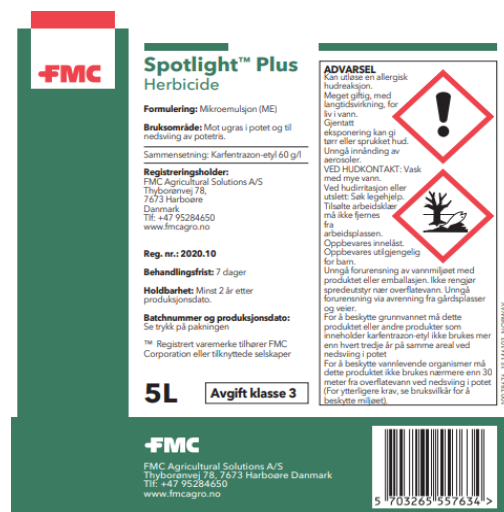 FMC
Spotlight™ Plus
Herbicide
Formulering: Mikroemulsjon (ME)
Bruksområde: Mot ugras i potet og til
nedsviing av potetris.
Sammensetning: Karfentrazon-etyl 60 g/l
Registreringsholder:
FMC Agricultural Solutions A/S
Thyborønvej 78,
7673 Harboøre
Danmark
Tlf: +47 95284650
www.fmcagro.no
Reg. nr.: 2020.10
Behandlingsfrist: 7 dager
Holdbarhet: Minst 2 år etter
produksjonsdato.
Batchnummer og produksjonsdato:
Se trykk på pakningen
™ Registrert varemerke tilhører FMC
Corporation eller tilknyttede selskaper
5L
Avgift klasse 3
ADVARSEL
Kan utløse en allergisk
hudreaksjon.
Meget giftig, med
langtidsvirkning, for
liv i vann.
Gjentatt
eksponering kan gi
tørr eller sprukket hud.
Unngå innånding av
aerosoler.
VED HUDKONTAKT: Vask
med mye vann.
Ved hudirritasjon eller
utslett: Søk legehjelp.
Tilsølte arbeidsklær
må ikke fjernes
fra
arbeidsplassen.
Oppbevares innelåst.
Oppbevares utilgjengelig
for barn.
Unngå forurensning av vannmiljøet med
produktet eller emballasjen. Ikke rengjør
spredeutstyr nær overflatevann. Unngå
forurensning via avrenning fra gårdsplasser
og veier.
For å beskytte grunnvannet må dette
produktet eller andre produkter som
inneholder karfentrazon-etyl ikke brukes mer
enn hvert tredje år på samme areal ved
nedsviing i potet
For å beskytte vannlevende organismer må
dette produktet ikke brukes nærmere enn 30
meter fra overflatevann ved nedsviing i potet
(For ytterligere krav, se bruksvilkår for å
beskytte miljøet).
NORWAY
FMC
FMC Agricultural Solutions A/S
Thyborønvej 78, 7673 Harboøre Danmark
Tlf: +47 95284650
www.fmcagro.no
5 703265 557634 >